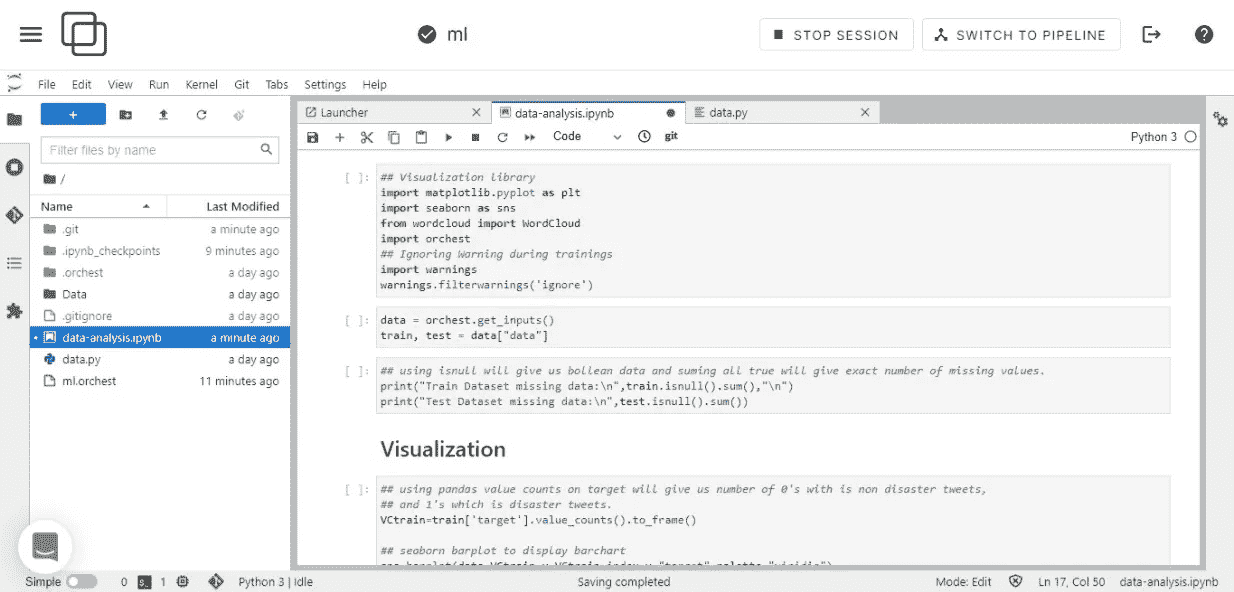 ml
STOP SESSION
SWITCH TO PIPELINE
File Edit View Run Kernel Git Tabs Settings Help
+
Filter files by name
/
Name Last Modified
.git a minute ago
.ipynb_checkpoints 9 minutes ago
.orchest a day ago
Data a day ago
.gitignore a day ago
data-analysis.ipynb a minute ago
data.py a day ago
ml.orchest 11 minutes ago
Launcher
data-analysis.ipynb
data.py
Code
git
Python 3
[ ]:
## Visualization library
import matplotlib.pyplot as plt
import seaborn as sns
from wordcloud import WordCloud
import orchest
## Ignoring Warning during trainings
import warnings
warnings.filterwarnings('ignore')
[ ]:
data = orchest.get_inputs()
train, test = data["data"]
[ ]:
## using isnull will give us bollean data and suming all true will give exact number of missing values.
print("Train Dataset missing data:\n",train.isnull().sum(),"\n")
print("Test Dataset missing data:\n",test.isnull().sum())
Visualization
[ ]:
## using pandas value counts on target will give us number of 0's with is non disaster tweets,
## and 1's which is disaster tweets.
VCtrain=train['target'].value_counts().to_frame()
## seaborn barplot to display barchart
Simple 0 1 Python 3 | Idle
Saving completed
Mode: Edit Ln 17, Col 50 data-analysis.ipynb